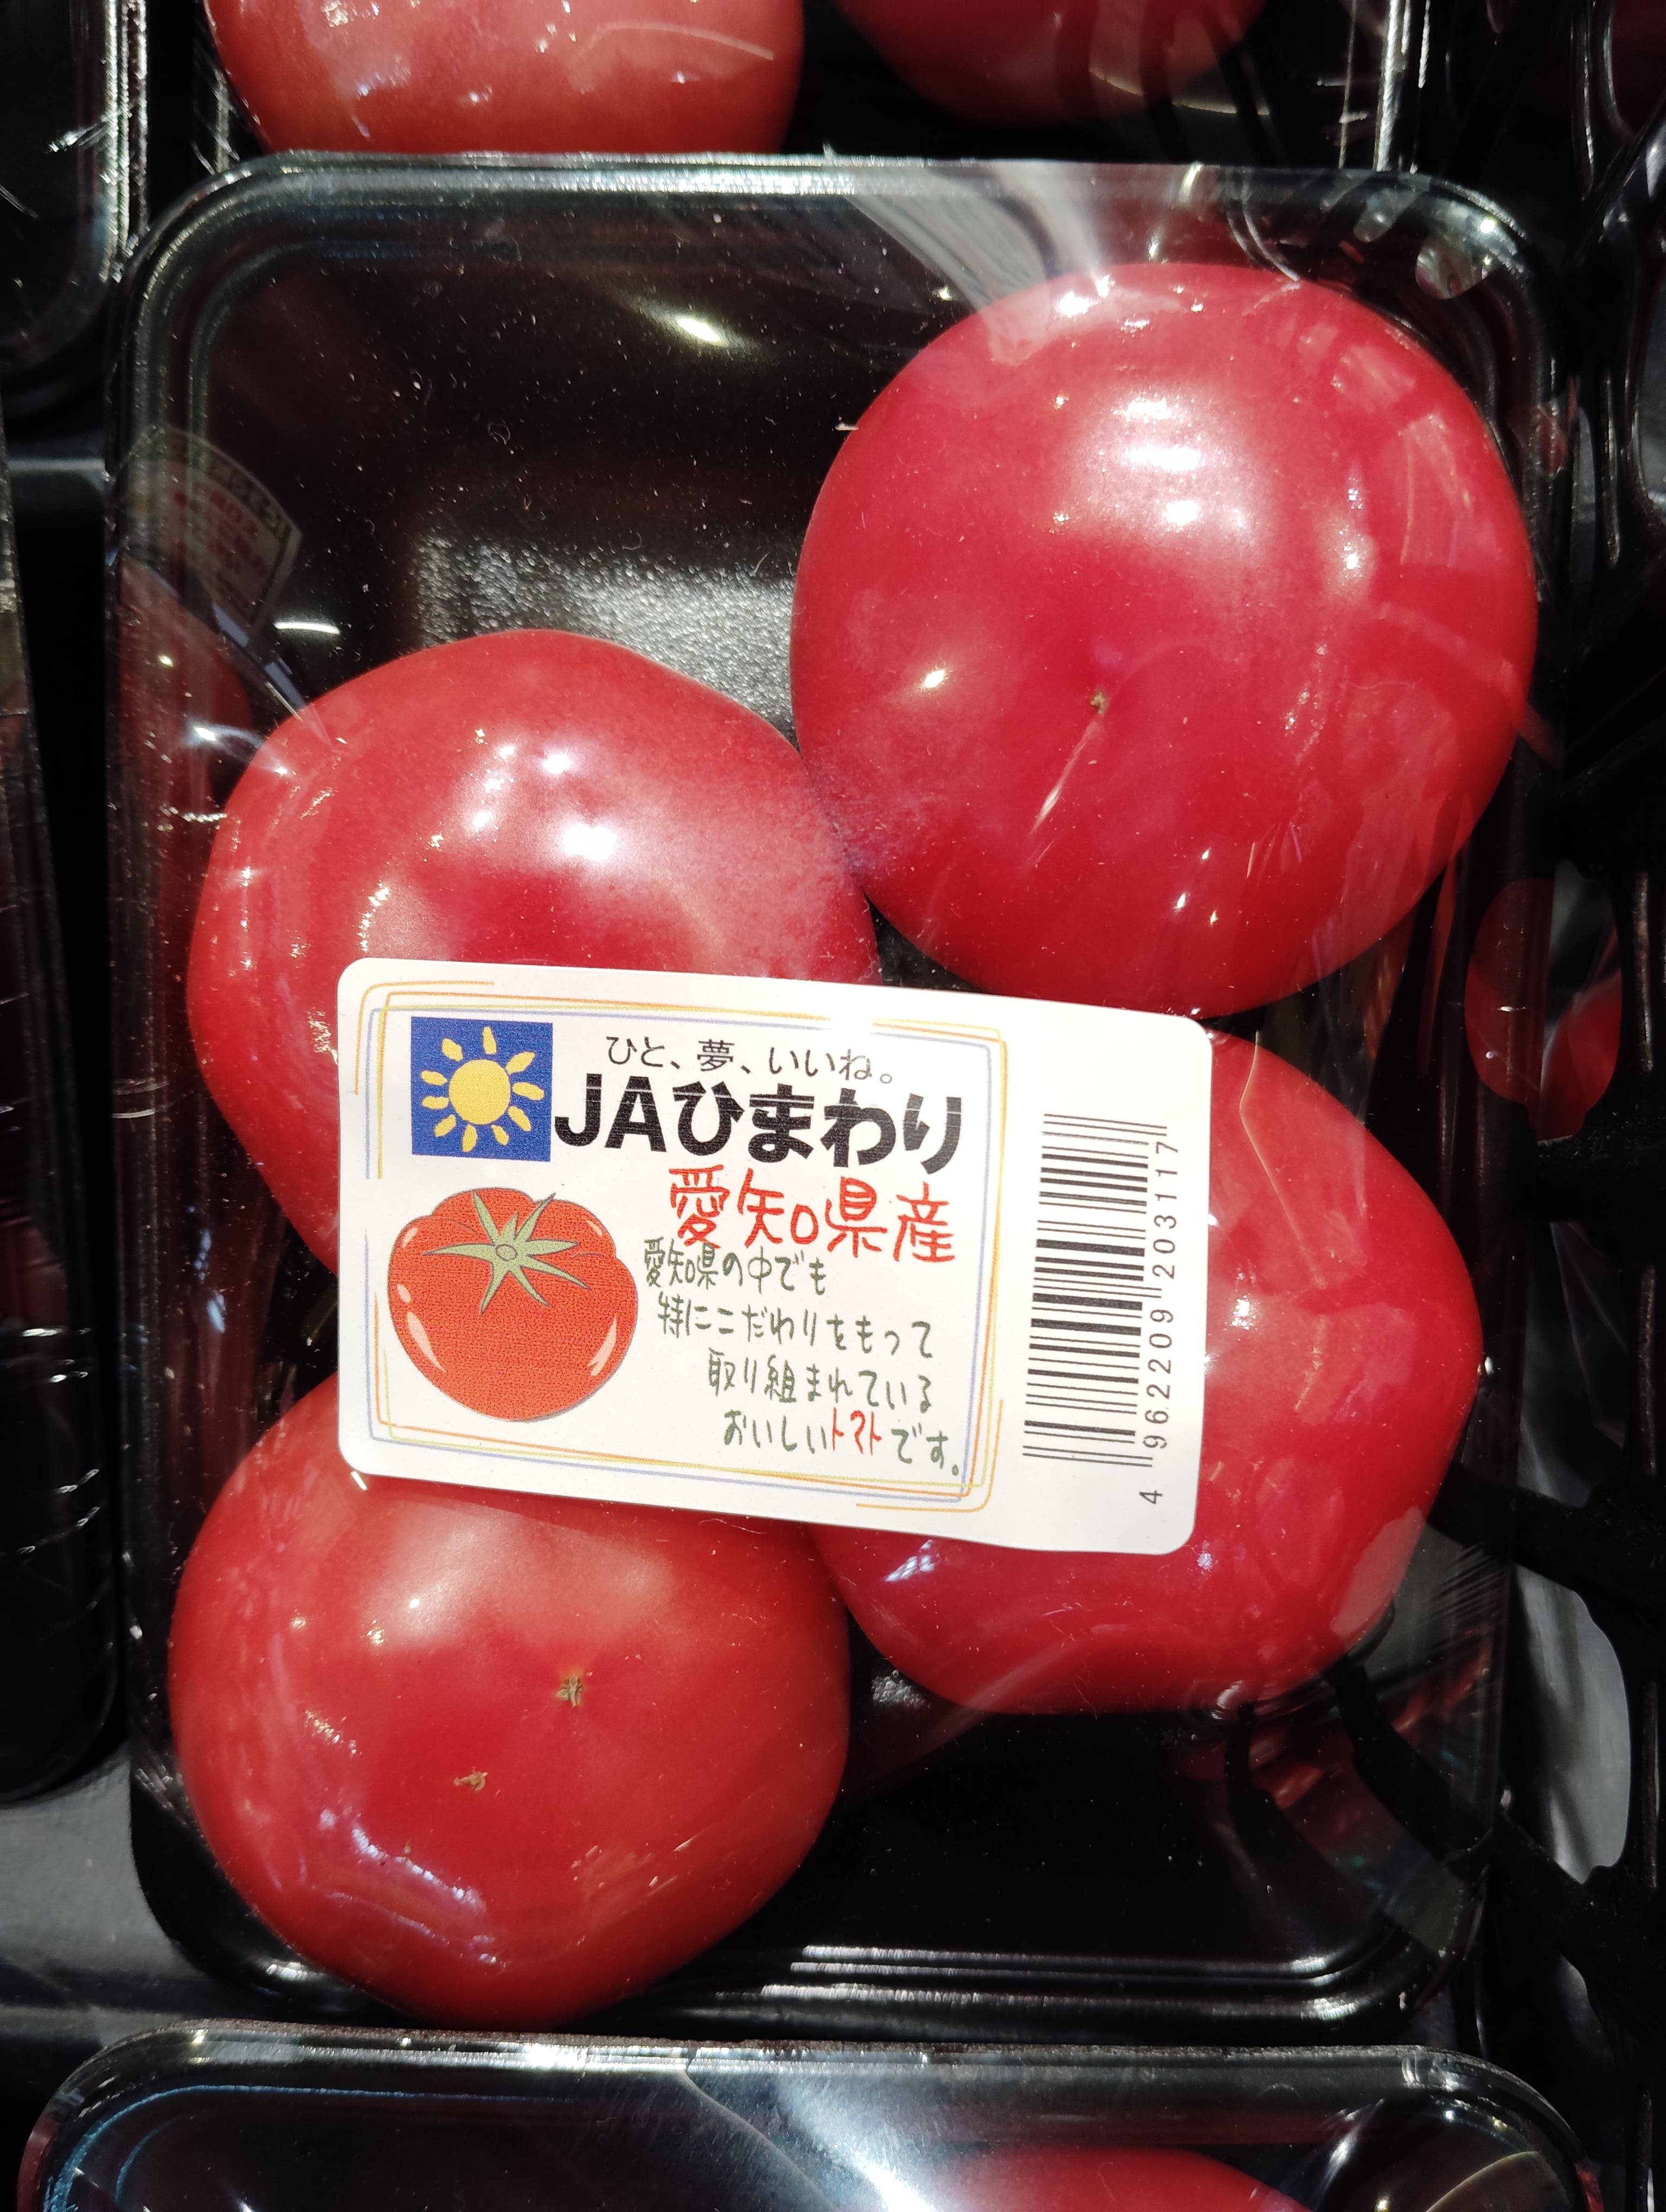 ひと、夢、いいね。
JAひまわり
愛知県産
愛知県の中でも
特にこだわりをもって
取り組まれている
おいしいトマトです。
4 962209 203117